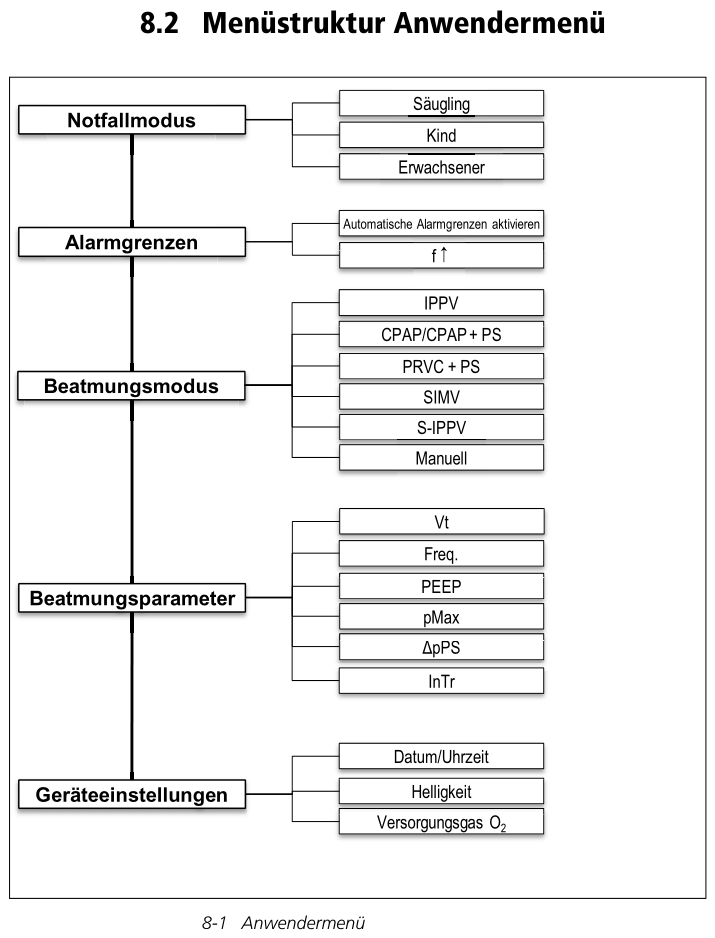 8.2 Menüstruktur Anwendermenü
Notfallmodus
Säugling
Kind
Erwachsener
Alarmgrenzen
Automatische Alarmgrenzen aktivieren
f ↑
Beatmungsmodus
IPPV
CPAP/CPAP + PS
PRVC + PS
SIMV
S-IPPV
Manuell
Beatmungsparameter
Vt
Freq.
PEEP
pMax
ΔpPS
InTr
Geräteeinstellungen
Datum/Uhrzeit
Helligkeit
Versorgungsgas O₂
8-1 Anwendermenü